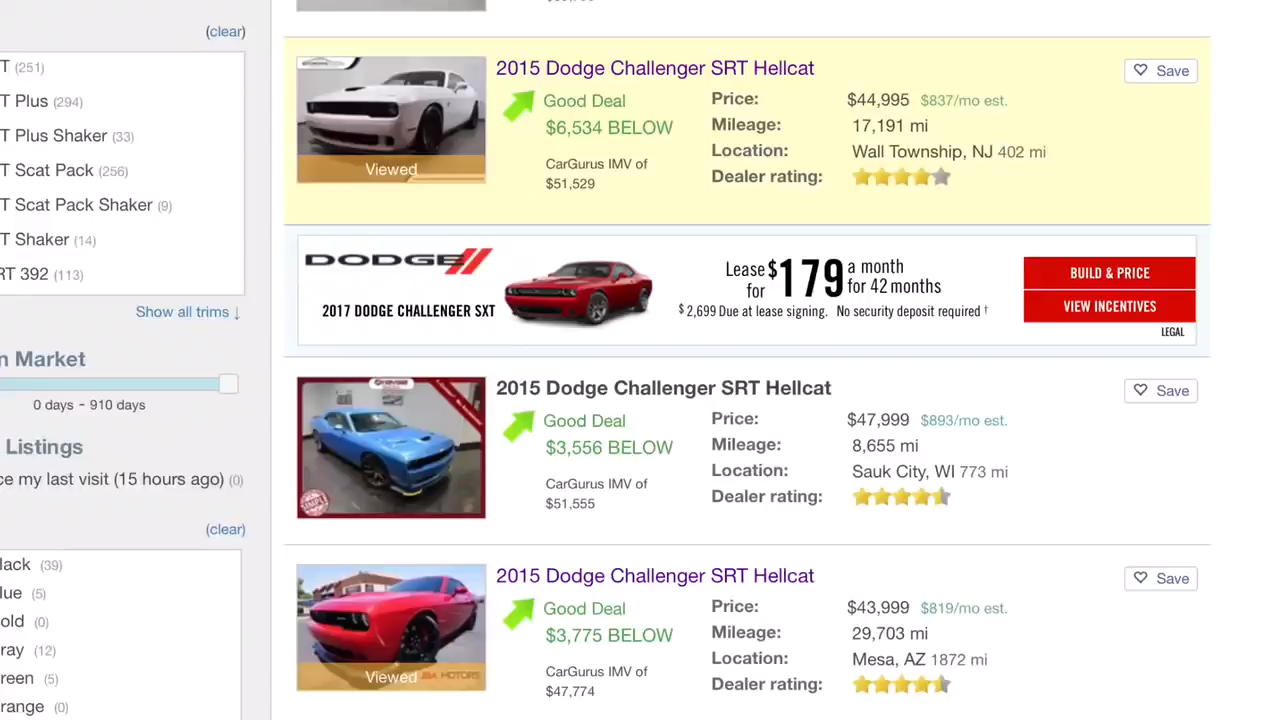 (clear)
T (251)
T Plus (294)
T Plus Shaker (33)
T Scat Pack (256)
T Scat Pack Shaker (9)
T Shaker (14)
RT 392 (113)
Show all trims ↓
n Market
0 days - 910 days
Listings
ce my last visit (15 hours ago) (0)
(clear)
lack (39)
lue (5)
old (0)
ray (12)
reen (5)
range (0)
2015 Dodge Challenger SRT Hellcat
Save
Viewed
Good Deal
$6,534 BELOW
CarGurus IMV of
$51,529
Price: $44,995 $837/mo est.
Mileage: 17,191 mi
Location: Wall Township, NJ 402 mi
Dealer rating:
DODGE
2017 DODGE CHALLENGER SXT
Lease for $179 a month for 42 months
$2,699 Due at lease signing. No security deposit required †
BUILD & PRICE
VIEW INCENTIVES
LEGAL
2015 Dodge Challenger SRT Hellcat
Save
Good Deal
$3,556 BELOW
CarGurus IMV of
$51,555
Price: $47,999 $893/mo est.
Mileage: 8,655 mi
Location: Sauk City, WI 773 mi
Dealer rating:
2015 Dodge Challenger SRT Hellcat
Save
Viewed
MOTORS
Good Deal
$3,775 BELOW
CarGurus IMV of
$47,774
Price: $43,999 $819/mo est.
Mileage: 29,703 mi
Location: Mesa, AZ 1872 mi
Dealer rating: